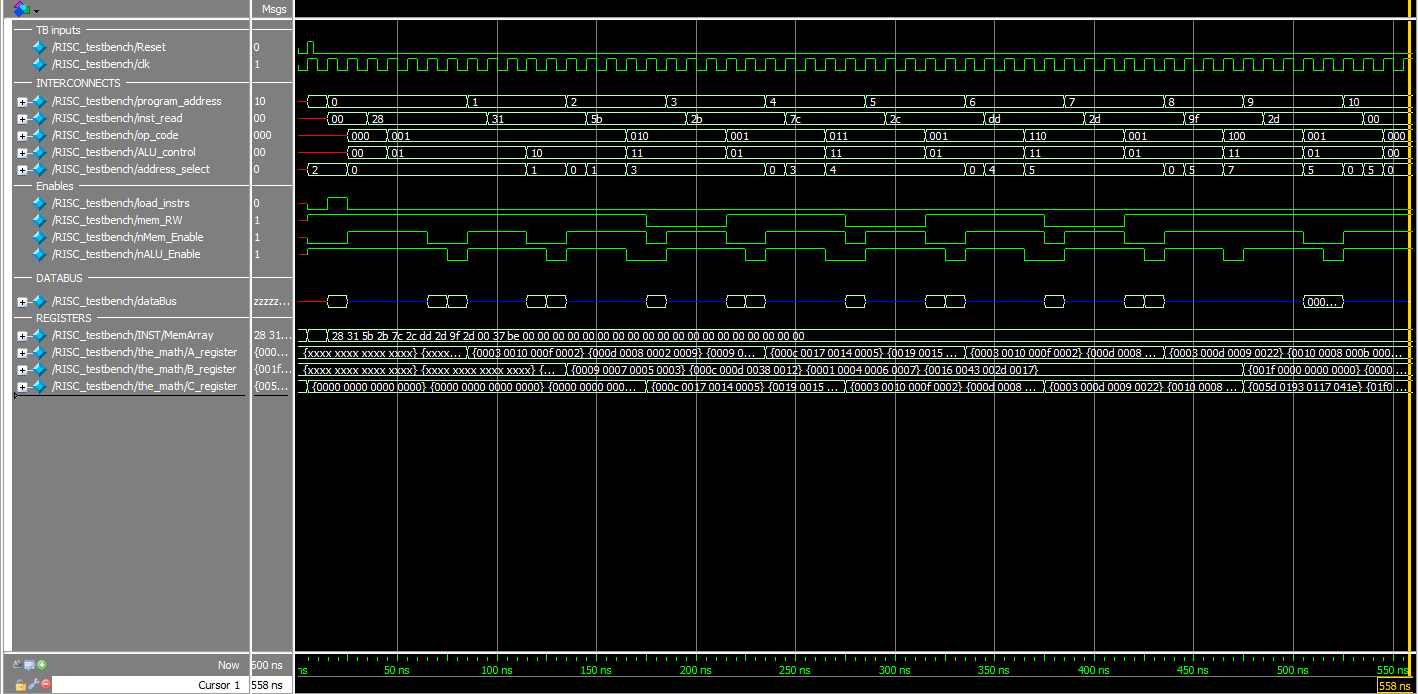 Msgs
TB inputs
/RISC_testbench/Reset 0
/RISC_testbench/clk 1
INTERCONNECTS
/RISC_testbench/program_address 10 0 1 2 3 4 5 6 7 8 9 10
/RISC_testbench/inst_read 00 00 28 31 5b 2b 7c 2c dd 2d 9f 2d 00
/RISC_testbench/op_code 000 000 001 010 001 011 001 110 001 100 001 000
/RISC_testbench/ALU_control 00 00 01 10 11 01 11 01 11 01 11 01 00
/RISC_testbench/address_select 0 2 0 1 0 1 3 0 3 4 0 4 5 0 5 7 5 0 5 0
Enables
/RISC_testbench/load_instrs 0
/RISC_testbench/mem_RW 1
/RISC_testbench/nMem_Enable 1
/RISC_testbench/nALU_Enable 1
DATABUS
/RISC_testbench/dataBus zzzzz... 000...
REGISTERS
/RISC_testbench/INST/MemArray 28 31... 28 31 5b 2b 7c 2c dd 2d 9f 2d 00 37 be 00 00 00 00 00 00 00 00 00 00 00 00 00 00 00 00 00 00 00
/RISC_testbench/the_math/A_register {000... {xxxx xxxx xxxx xxxx} {xxxx... {0003 0010 000f 0002} {000d 0008 0002 0009} {0009 0... {000c 0017 0014 0005} {0019 0015 ... {0003 0010 000f 0002} {000d 0008 ... {0003 000d 0009 0022} {0010 0008 000b 000...
/RISC_testbench/the_math/B_register {001f... {xxxx xxxx xxxx xxxx} {xxxx xxxx xxxx xxxx} {... {0009 0007 0005 0003} {000c 000d 0038 0012} {0001 0004 0006 0007} {0016 0043 002d 0017} {001f 0000 0000 0000} {0000 ...
/RISC_testbench/the_math/C_register {005... {0000 0000 0000 0000} {0000 0000 0000 0000} {0000 0000 000... {000c 0017 0014 0005} {0019 0015 ... {0003 0010 000f 0002} {000d 0008 ... {0003 000d 0009 0022} {0010 0008 ... {005d 0193 0117 041e} {01f0 ...
Now 600 ns ns 50 ns 100 ns 150 ns 200 ns 250 ns 300 ns 350 ns 400 ns 450 ns 500 ns 550 ns
Cursor 1 558 ns 558 ns